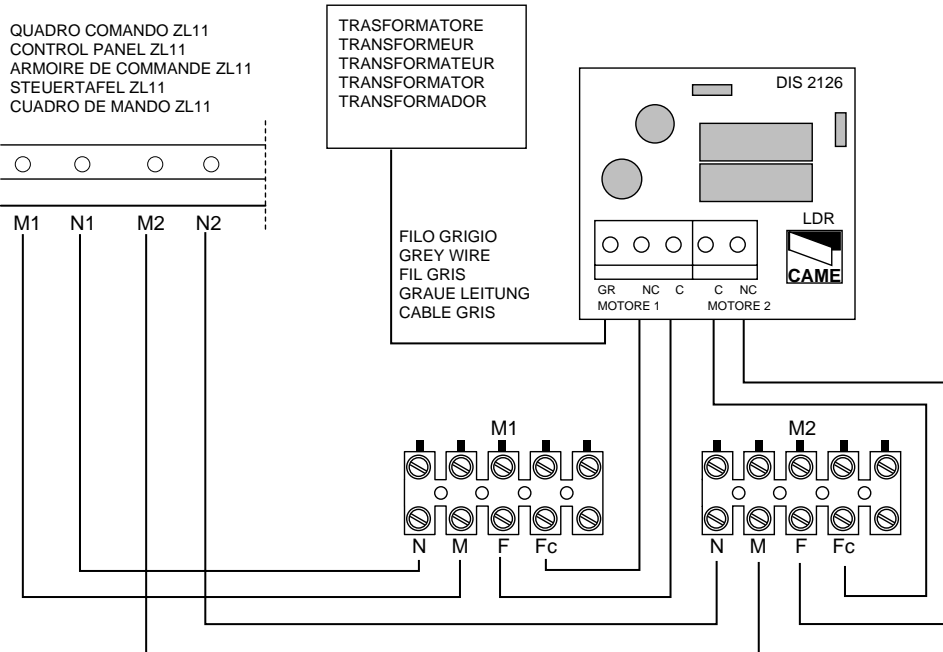 QUADRO COMANDO ZL11
CONTROL PANEL ZL11
ARMOIRE DE COMMANDE ZL11
STEUERTAFEL ZL11
CUADRO DE MANDO ZL11
TRASFORMATORE
TRANSFORMEUR
TRANSFORMATEUR
TRANSFORMATOR
TRANSFORMADOR
DIS 2126
M1 N1 M2 N2
FILO GRIGIO
GREY WIRE
FIL GRIS
GRAUE LEITUNG
CABLE GRIS
LDR
CAME
GR NC C C NC
MOTORE 1 MOTORE 2
M1
N M F Fc
M2
N M F Fc